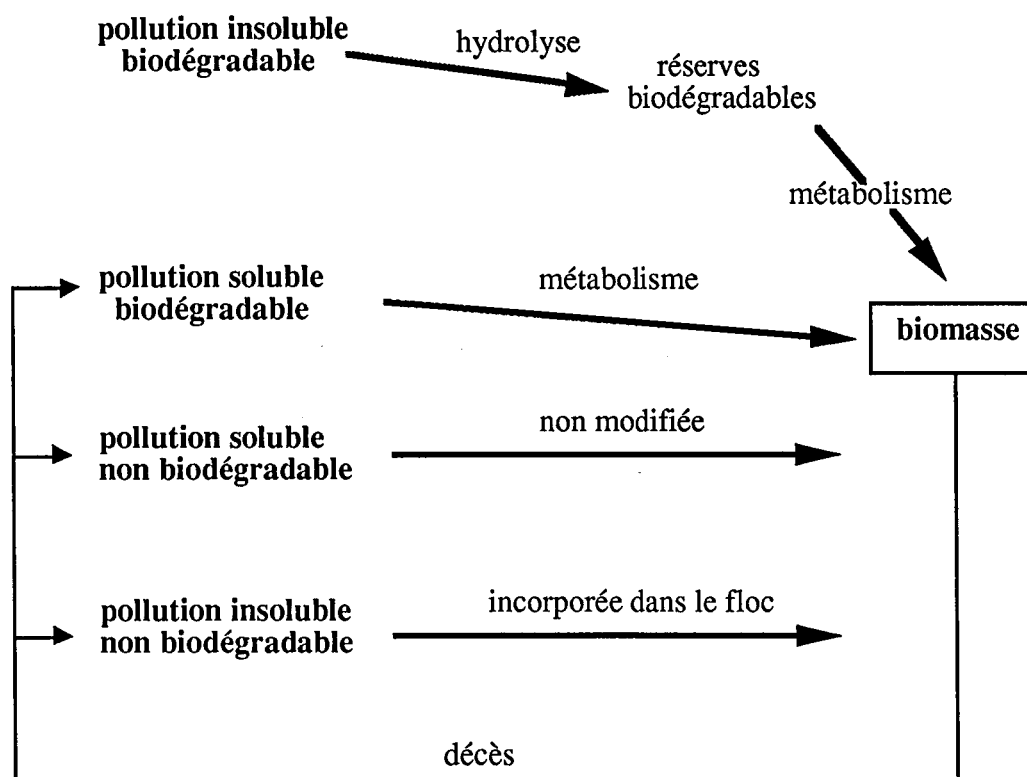 pollution insoluble
biodégradable
hydrolyse
réserves
biodégradables
métabolisme
pollution soluble
biodégradable
métabolisme
biomasse
pollution soluble
non biodégradable
non modifiée
pollution insoluble
non biodégradable
incorporée dans le floc
décès